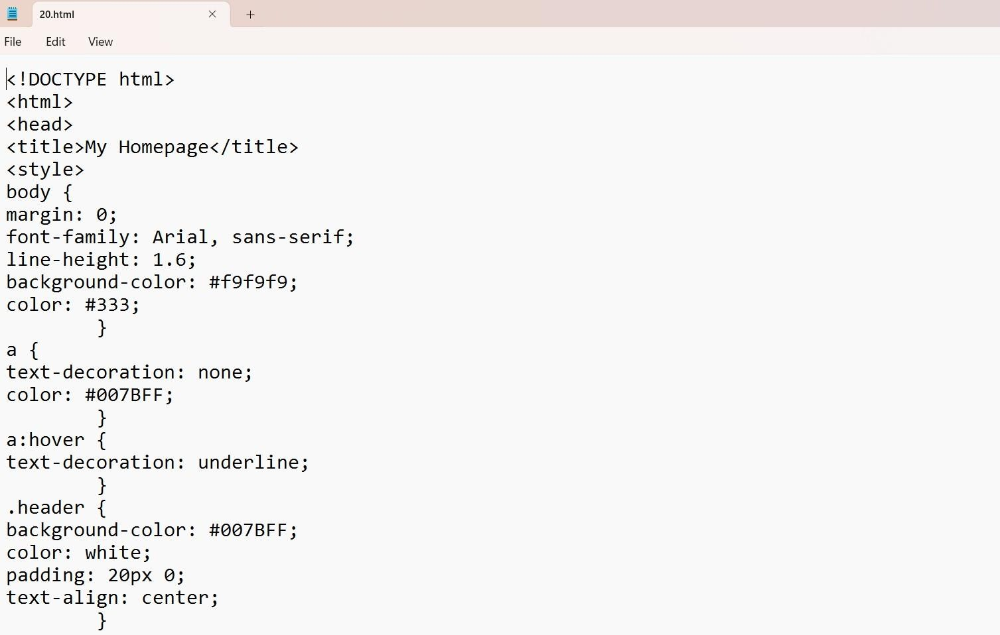 20.html
File Edit View
<!DOCTYPE html>
<html>
<head>
<title>My Homepage</title>
<style>
body {
margin: 0;
font-family: Arial, sans-serif;
line-height: 1.6;
background-color: #f9f9f9;
color: #333;
        }
a {
text-decoration: none;
color: #007BFF;
        }
a:hover {
text-decoration: underline;
        }
.header {
background-color: #007BFF;
color: white;
padding: 20px 0;
text-align: center;
        }